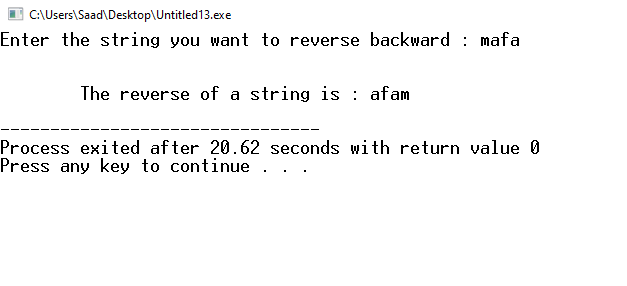 C:\Users\Saad\Desktop\Untitled13.exe
Enter the string you want to reverse backward : mafa
The reverse of a string is : afam
--------------------------------
Process exited after 20.62 seconds with return value 0
Press any key to continue . . .